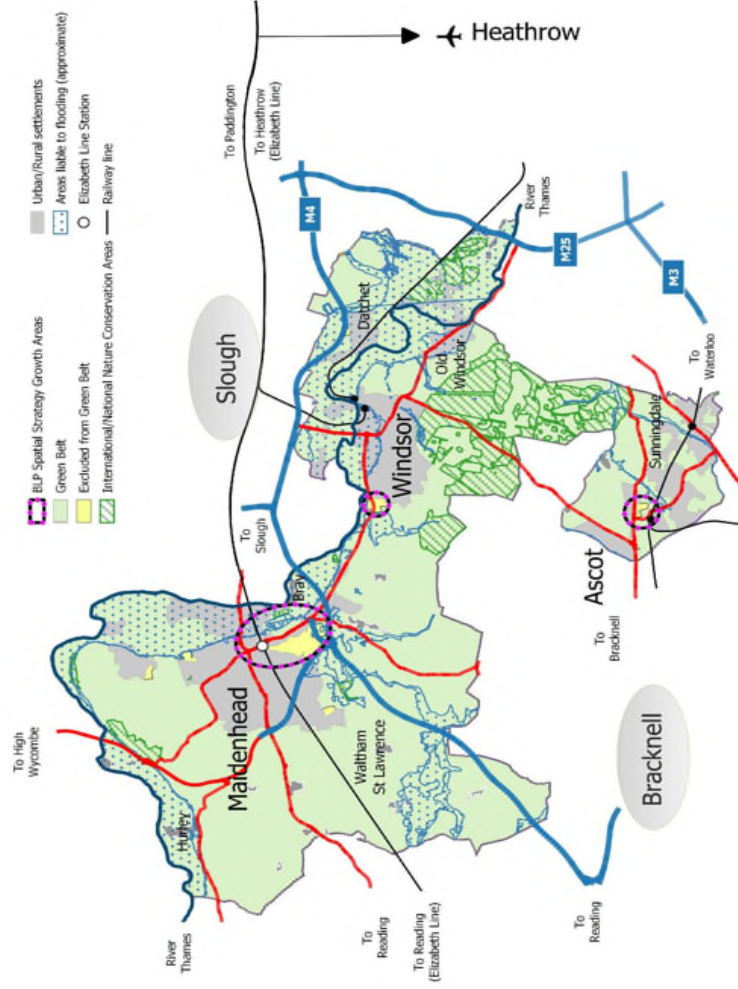 BLP Spatial Strategy Growth Areas
Green Belt
Excluded from Green Belt
International/National Nature Conservation Areas
Urban/Rural settlements
Areas liable to flooding (approximate)
Elizabeth Line Station
Railway line
To High
Wycombe
River
Thames
Hurley
Maidenhead
Bray
To
Slough
Slough
To Paddington
To Heathrow
(Elizabeth Line)
Heathrow
M4
Datchet
Windsor
Old
Windsor
River
Thames
M25
M3
Waltham
St Lawrence
To
Reading
To Reading
(Elizabeth Line)
To
Reading
Bracknell
To
Bracknell
Ascot
Sunningdale
To
Waterloo